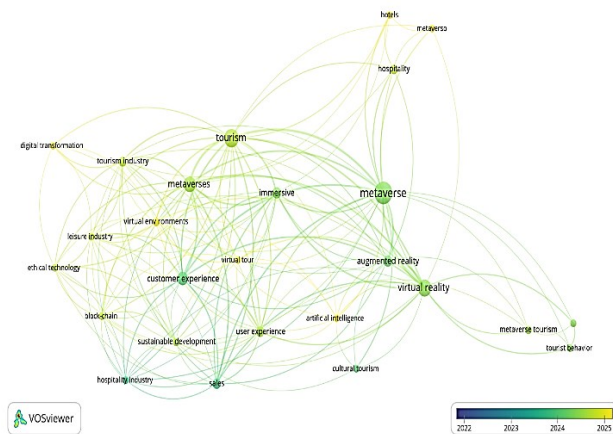 hotels
metaverso
hospitality
tourism
digital transformation
tourism industry
metaverses
immersive
metaverse
virtual environments
leisure industry
virtual tour
augmented reality
ethical technology
customer experience
virtual reality
block-chain
artificial intelligence
user experience
metaverse tourism
sustainable development
tourist behavior
cultural tourism
hospitality industry
sales
VOSviewer
2022 2023 2024 2025